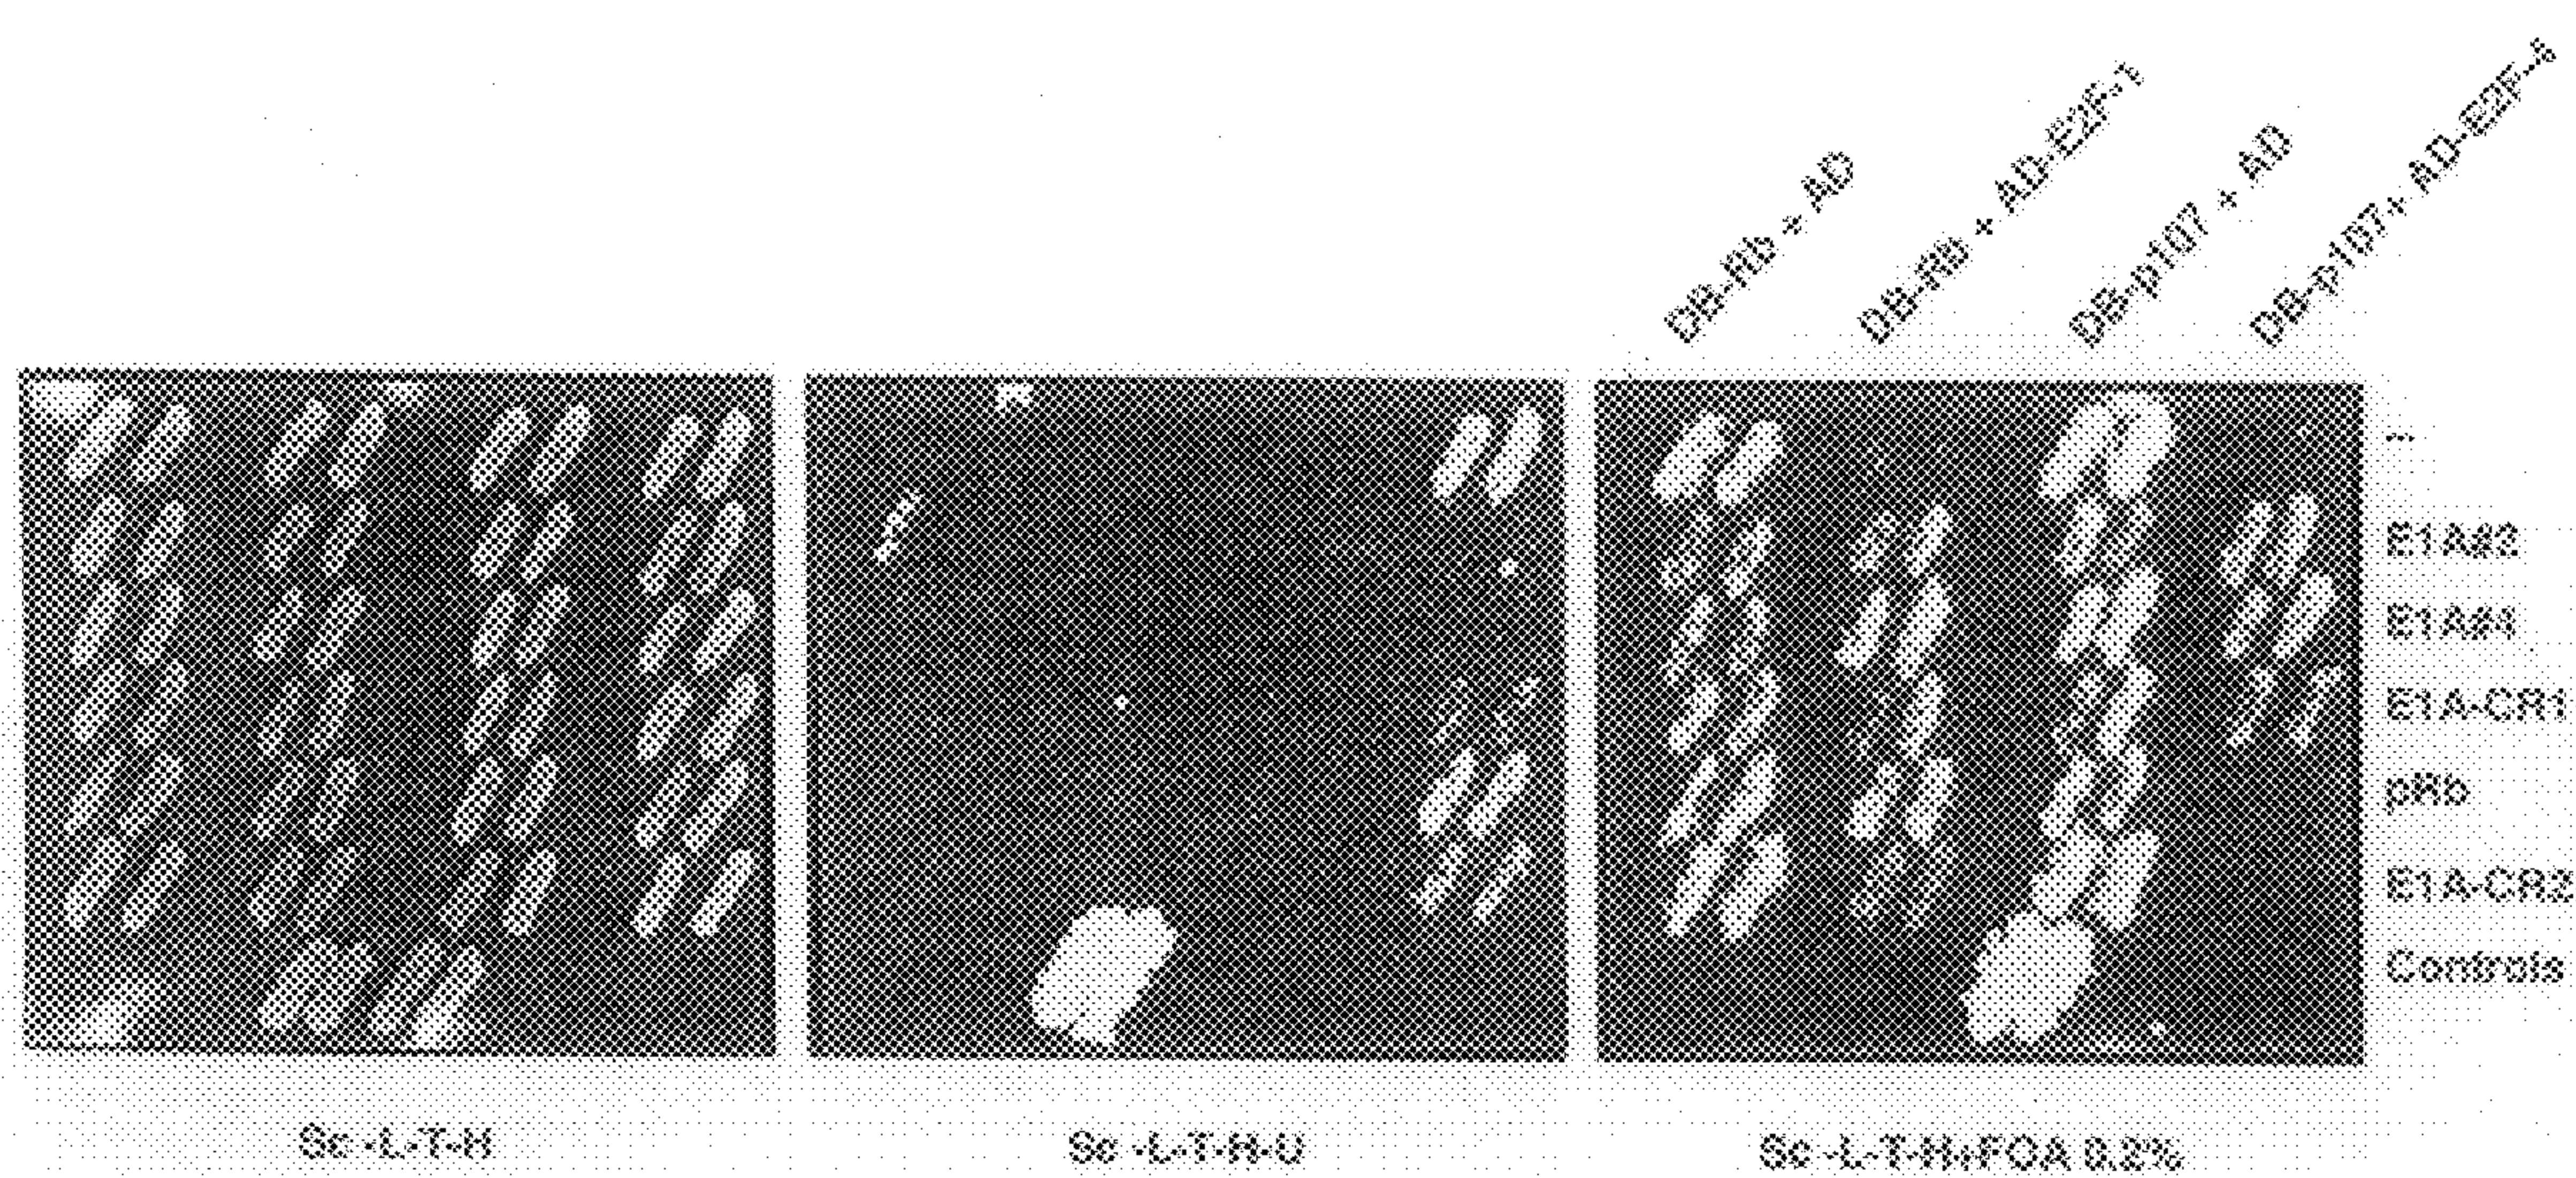 DB-Rb + AD
DB-Rb + AD-E2F-1
DB-p107 + AD
DB-p107+ AD-E2F-4
--
E1A#2
E1A#4
E1A-CR1
pRb
E1A-CR2
Controls
Sc -L-T-H
Sc -L-T-H-U
Sc -L-T-H+FOA 0.2%